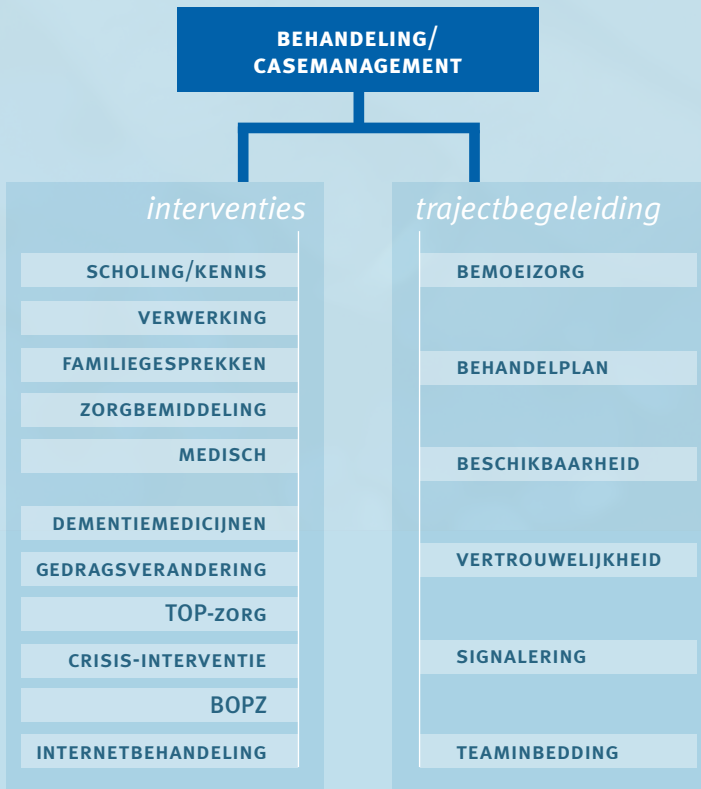 BEHANDELING/
CASEMANAGEMENT
interventies
SCHOLING/KENNIS
VERWERKING
FAMILIEGESPREKKEN
ZORGBEMIDDELING
MEDISCH
DEMENTIEMEDICIJNEN
GEDRAGSVERANDERING
TOP-ZORG
CRISIS-INTERVENTIE
BOPZ
INTERNETBEHANDELING
trajectbegeleiding
BEMOEIZORG
BEHANDELPLAN
BESCHIKBAARHEID
VERTROUWELIJKHEID
SIGNALERING
TEAMINBEDDING